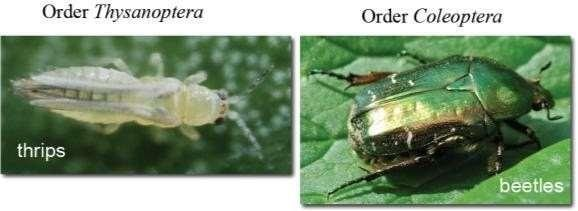 Order Thysanoptera
Order Coleoptera
thrips
beetles